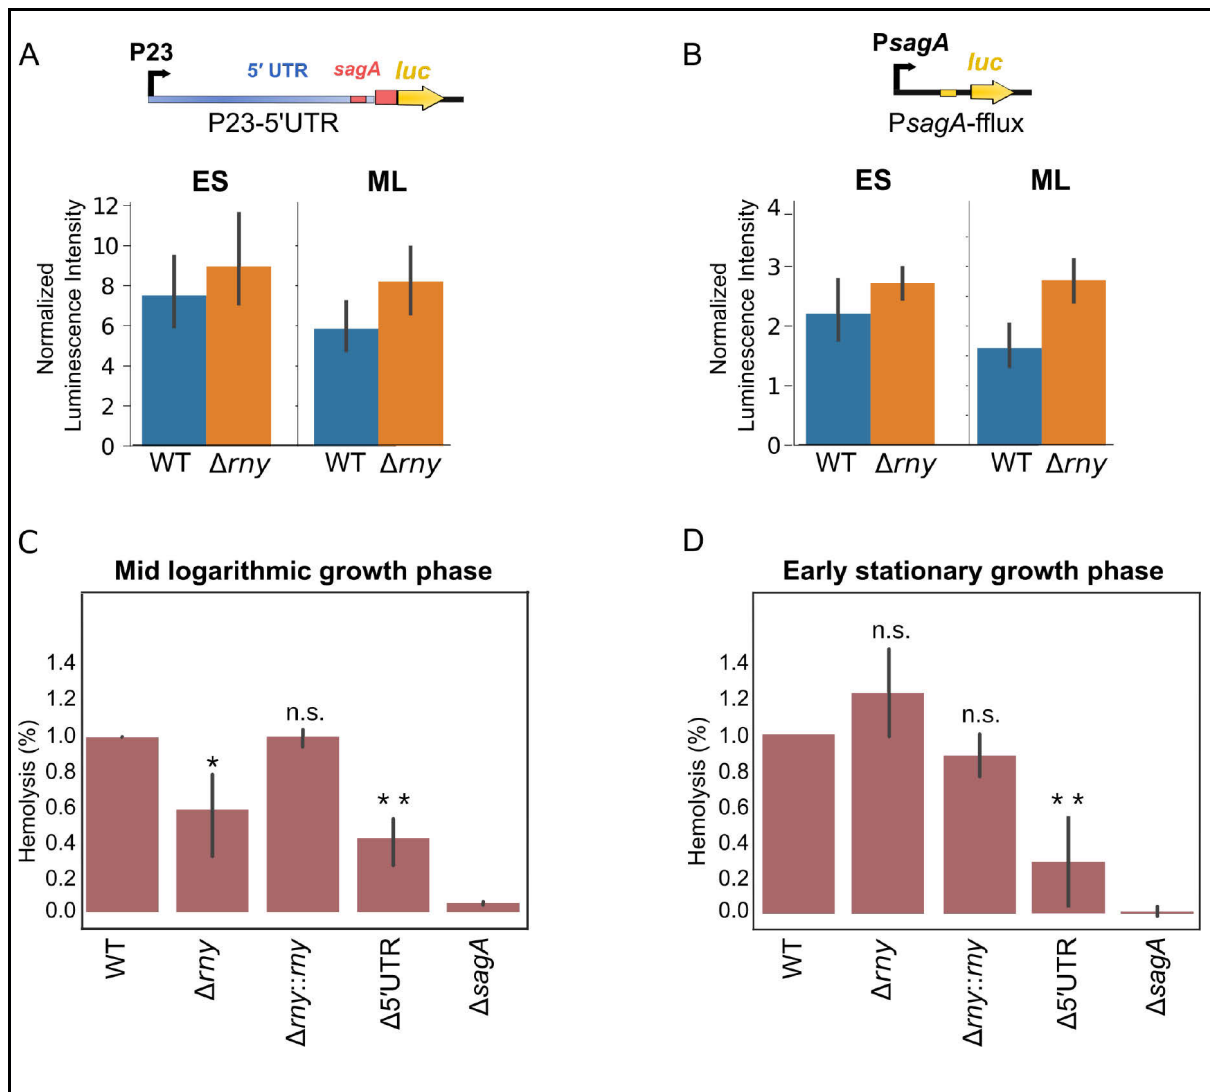 A
P23
5′ UTR
sagA
luc
P23-5'UTR
ES
ML
Normalized
Luminescence Intensity
12
10
8
6
4
2
0
WT
Δrny
WT
Δrny
B
PsagA
luc
PsagA-fflux
ES
ML
Normalized
Luminescence Intensity
4
3
2
1
0
WT
Δrny
WT
Δrny
C
Mid logarithmic growth phase
Hemolysis (%)
1.4
1.2
1.0
0.8
0.6
0.4
0.2
0.0
*
n.s.
* *
WT
Δrny
Δrny::rny
Δ5′UTR
ΔsagA
D
Early stationary growth phase
Hemolysis (%)
1.4
1.2
1.0
0.8
0.6
0.4
0.2
0.0
n.s.
n.s.
* *
WT
Δrny
Δrny::rny
Δ5′UTR
ΔsagA